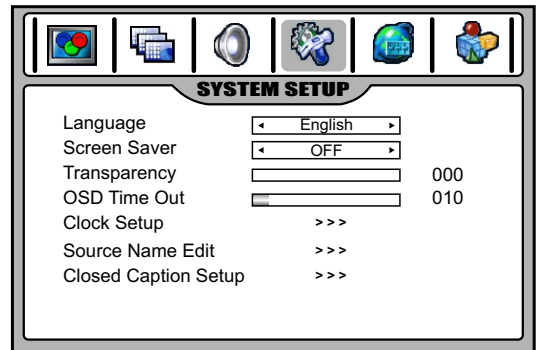 SYSTEM SETUP
Language ◂ English ▸
Screen Saver ◂ OFF ▸
Transparency 000
OSD Time Out 010
Clock Setup >>>
Source Name Edit >>>
Closed Caption Setup >>>